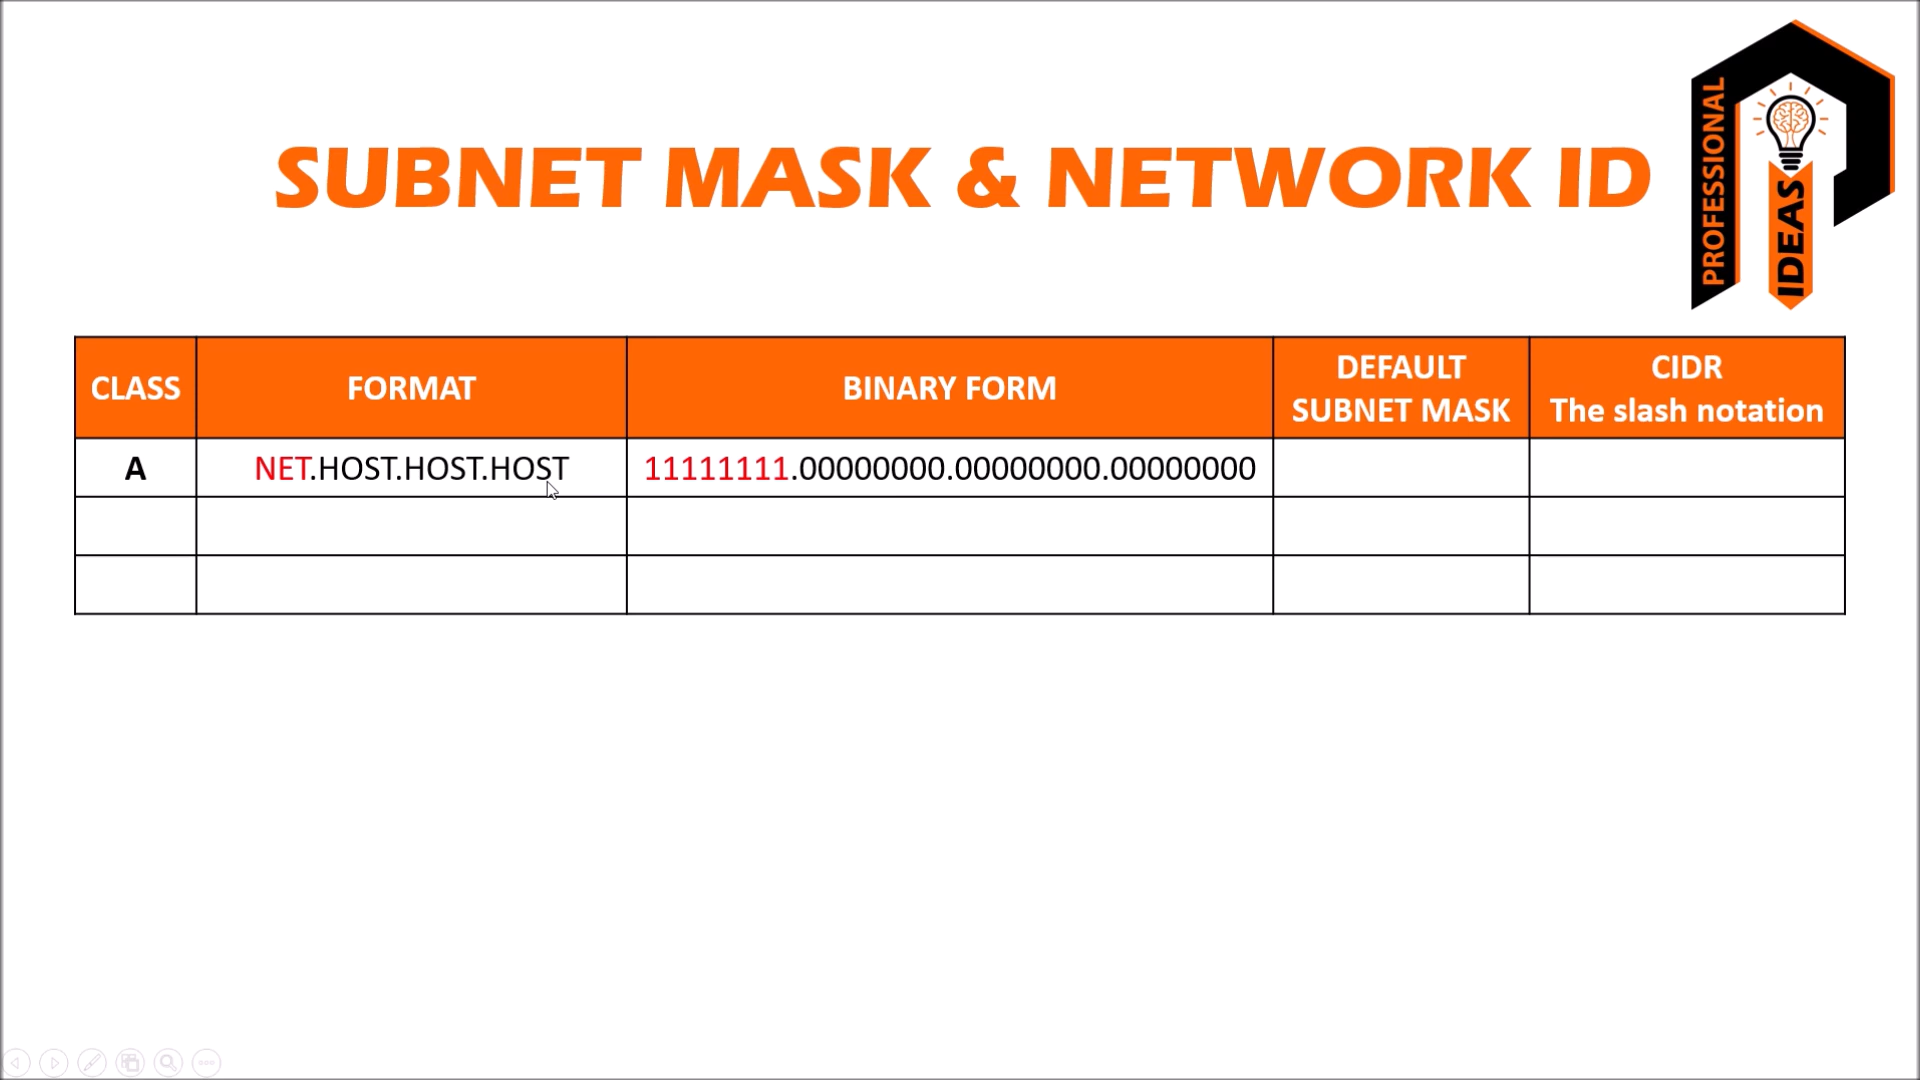 SUBNET MASK & NETWORK ID
PROFESSIONAL
IDEAS
CLASS
FORMAT
BINARY FORM
DEFAULT
SUBNET MASK
CIDR
The slash notation
A
NET.HOST.HOST.HOST
11111111.00000000.00000000.00000000